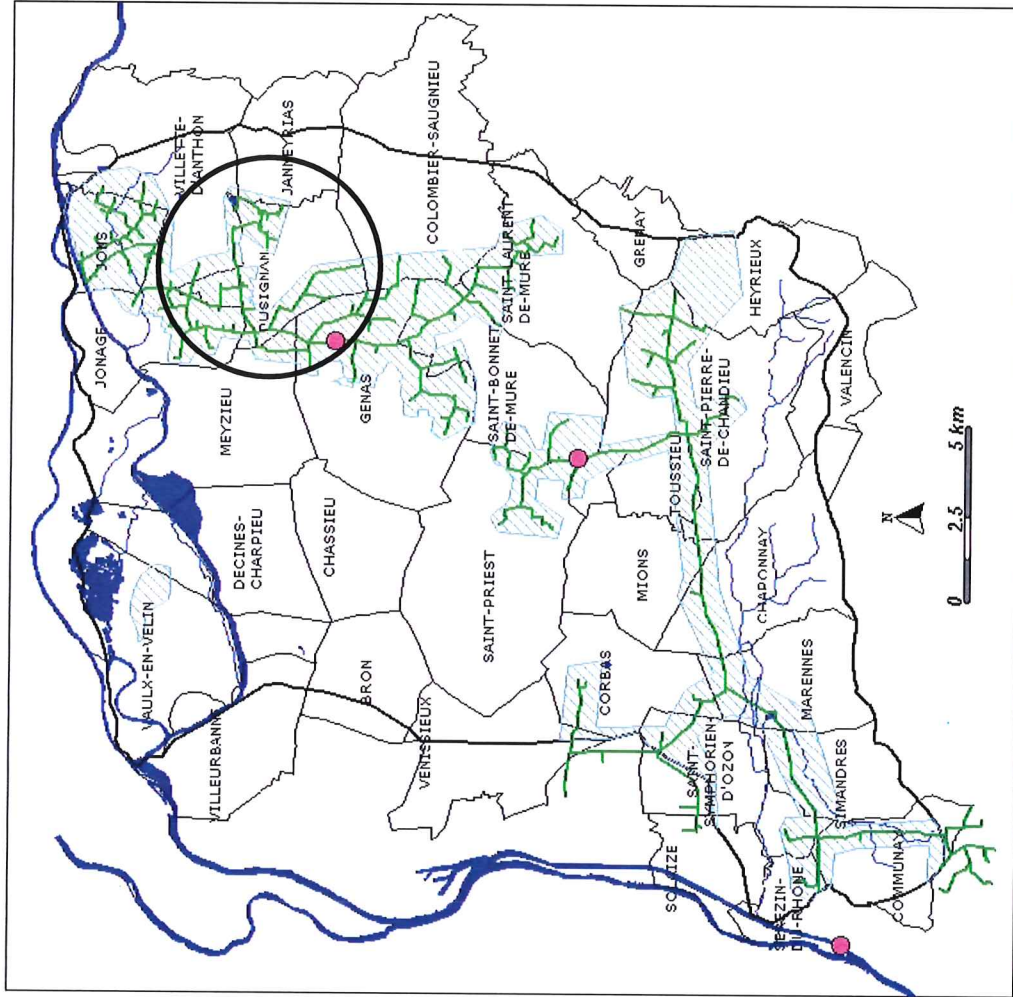 JONS
VILLETTE-
D'ANTHON
JONAGE
JANNEYRIAS
PUSIGNAN
MEYZIEU
VAULX-EN-VELIN
DECINES-
CHARPIEU
VILLEURBANNE
CHASSIEU
GENAS
COLOMBIER-SAUGNIEU
BRON
VENISSIEUX
SAINT-PRIEST
SAINT-BONNET
DE-MURE
SAINT-LAURENT
DE-MURE
GRENAY
CORBAS
MIONS
TOUSSIEU
SAINT-PIERRE-
DE-CHANDIEU
HEYRIEUX
SAINT-
SYMPHORIEN
D'OZON
SOLAIZE
CHAPONNAY
MARENNES
VALENCIN
SEREZIN-
DU-RHONE
SIMANDRES
COMMUNAY
N
0 2.5 5 km